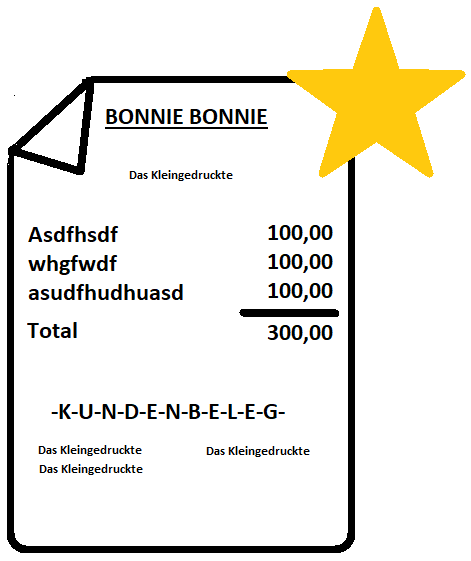 BONNIE BONNIE
Das Kleingedruckte
Asdfhsdf 100,00
whgfwdf 100,00
asudfhudhuasd 100,00
Total 300,00
-K-U-N-D-E-N-B-E-L-E-G-
Das Kleingedruckte Das Kleingedruckte
Das Kleingedruckte